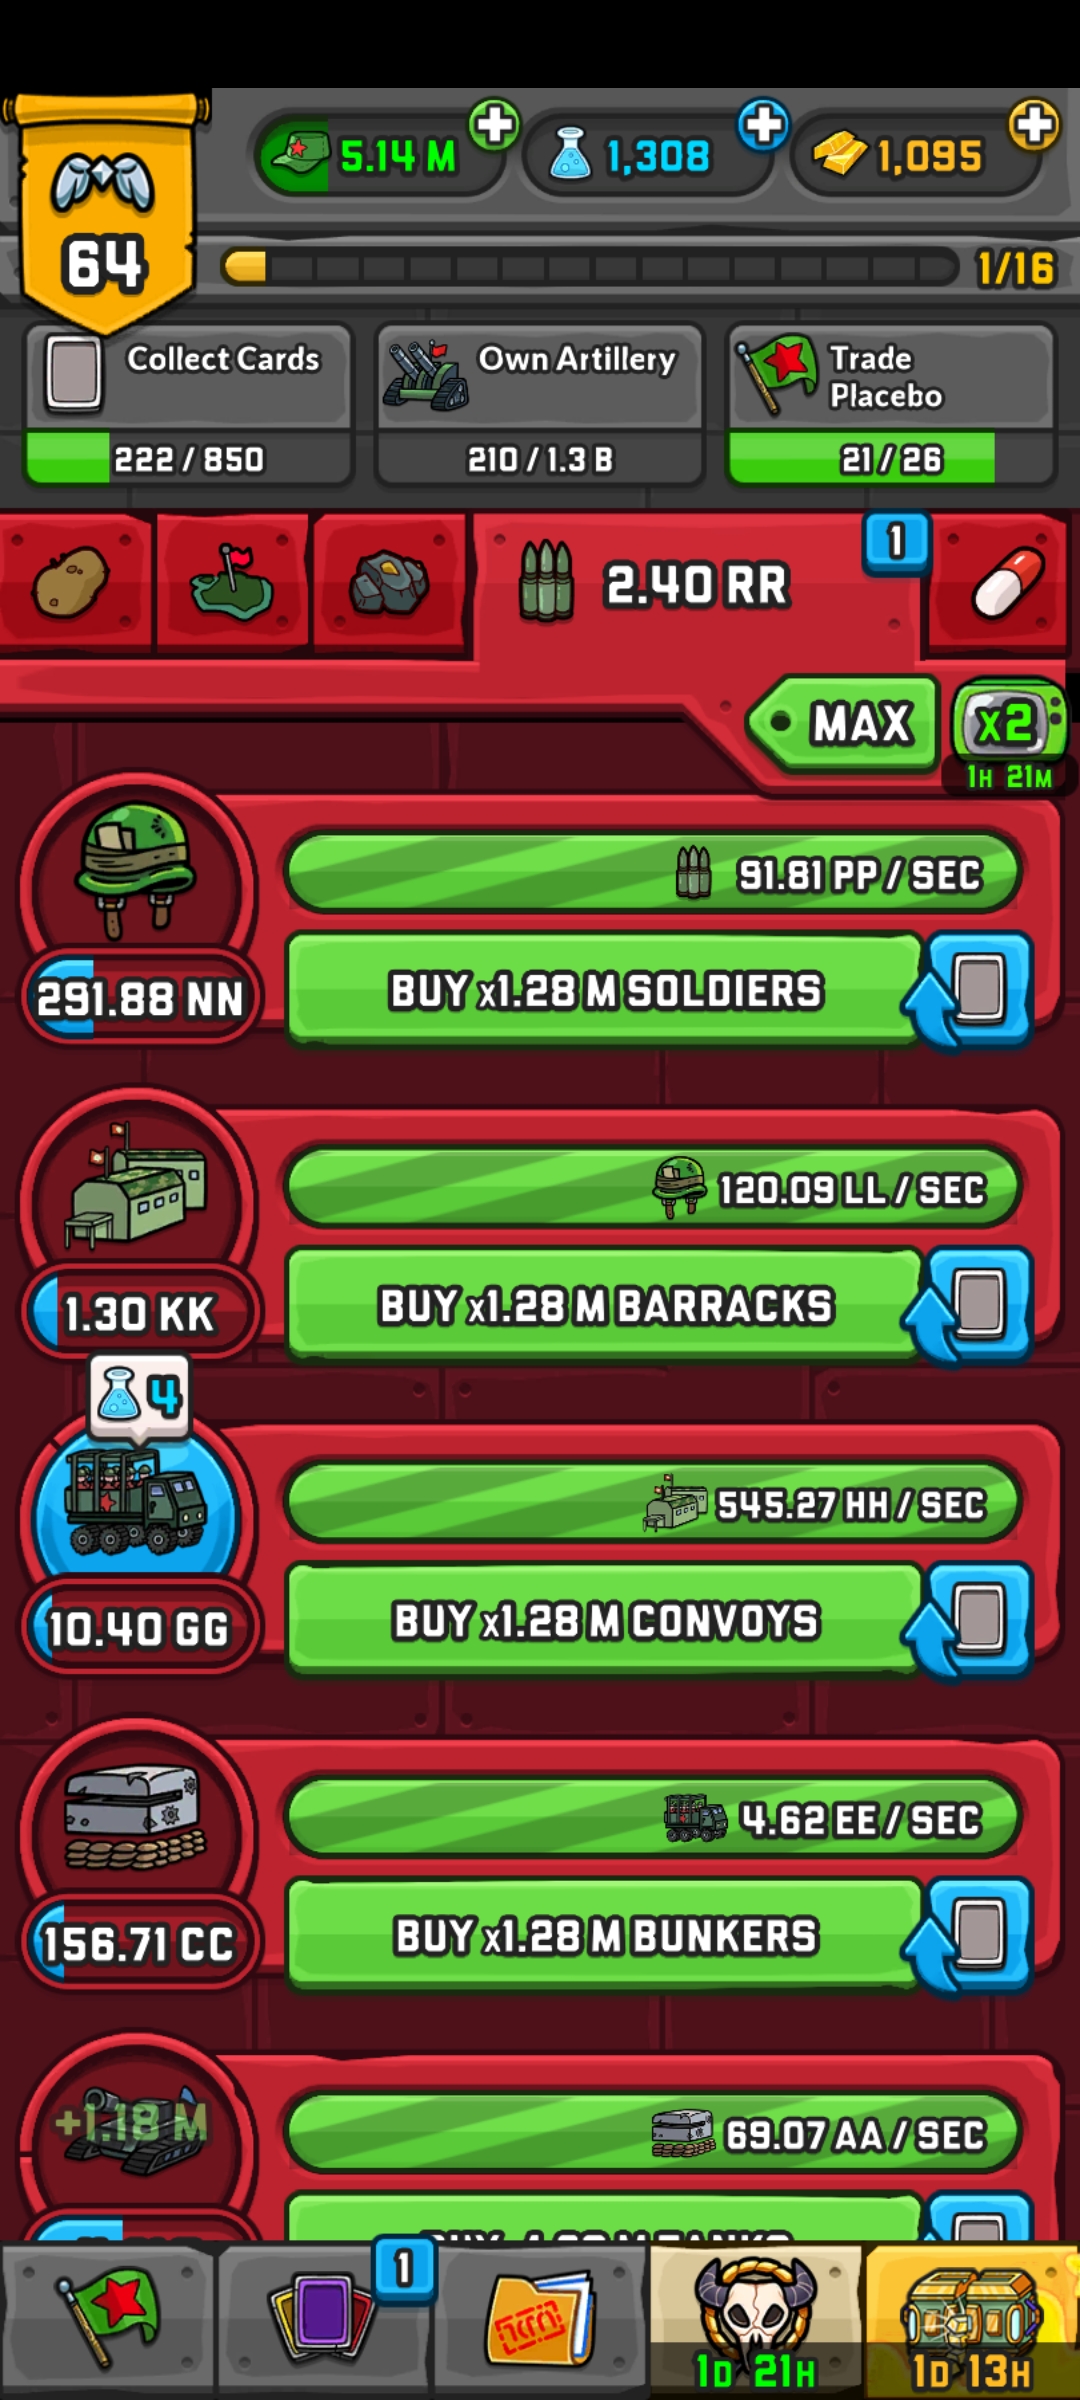 5.14 M
1,308
1,095
64
1/16
Collect Cards
222 / 850
Own Artillery
210 / 1.3 B
Trade
Placebo
21 / 26
2.40 RR
1
MAX
x2
1H 21M
91.81 PP / SEC
291.88 NN
BUY x1.28 M SOLDIERS
120.09 LL / SEC
1.30 KK
BUY x1.28 M BARRACKS
4
545.27 HH / SEC
10.40 GG
BUY x1.28 M CONVOYS
4.62 EE / SEC
156.71 CC
BUY x1.28 M BUNKERS
+1.18 M
69.07 AA / SEC
1
1D 21H
1D 13H